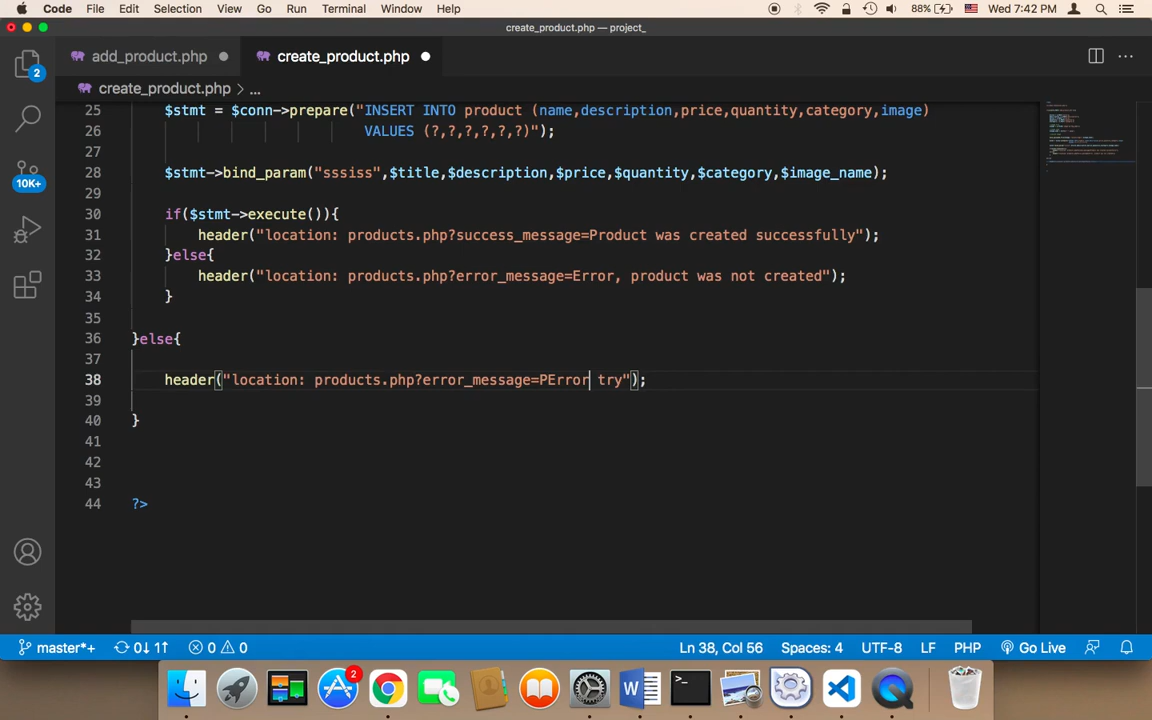 Code File Edit Selection View Go Run Terminal Window Help 88% Wed 7:42 PM
create_product.php — project_
add_product.php create_product.php
create_product.php > ...
2
10K+
25 $stmt = $conn->prepare("INSERT INTO product (name,description,price,quantity,category,image)
26 VALUES (?,?,?,?,?,?)");
27
28 $stmt->bind_param("sssiss",$title,$description,$price,$quantity,$category,$image_name);
29
30 if($stmt->execute()){
31 header("location: products.php?success_message=Product was created successfully");
32 }else{
33 header("location: products.php?error_message=Error, product was not created");
34 }
35
36 }else{
37
38 header("location: products.php?error_message=PError try");
39
40 }
41
42
43
44 ?>
master*+ 0↓ 1↑ 0 0 Ln 38, Col 56 Spaces: 4 UTF-8 LF PHP Go Live
2